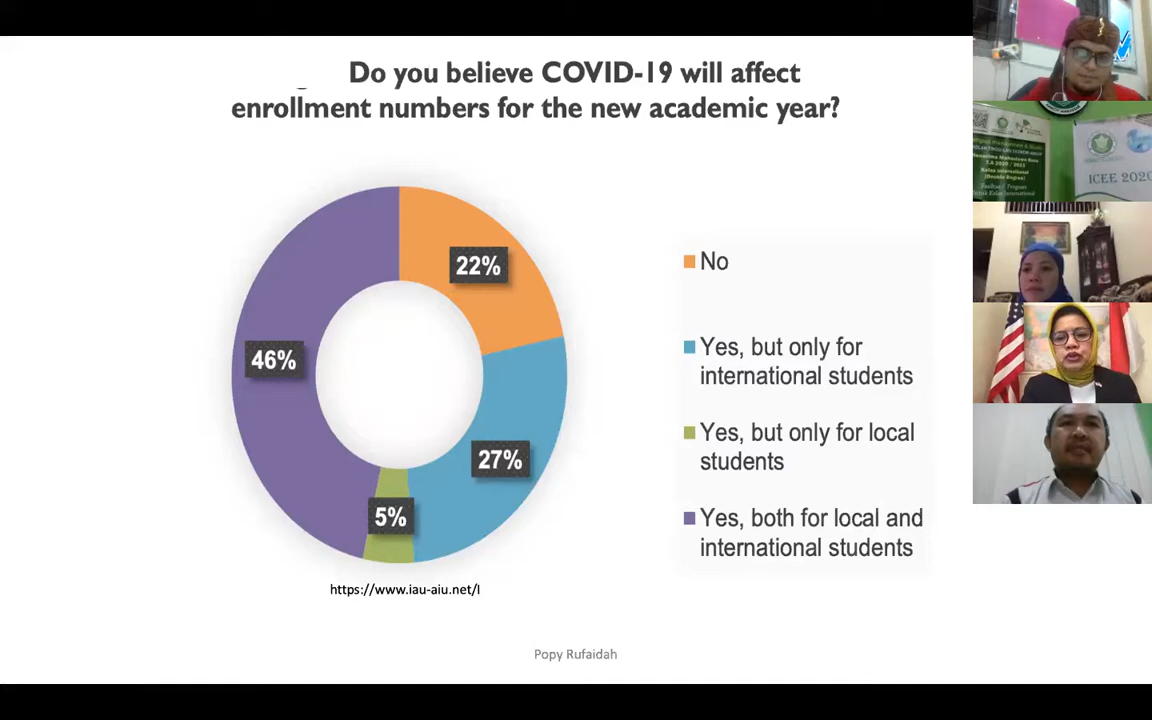 Do you believe COVID-19 will affect
enrollment numbers for the new academic year?
22%
46%
27%
5%
No
Yes, but only for
international students
Yes, but only for local
students
Yes, both for local and
international students
https://www.iau-aiu.net/I
Popy Rufaidah
ICEE 2020